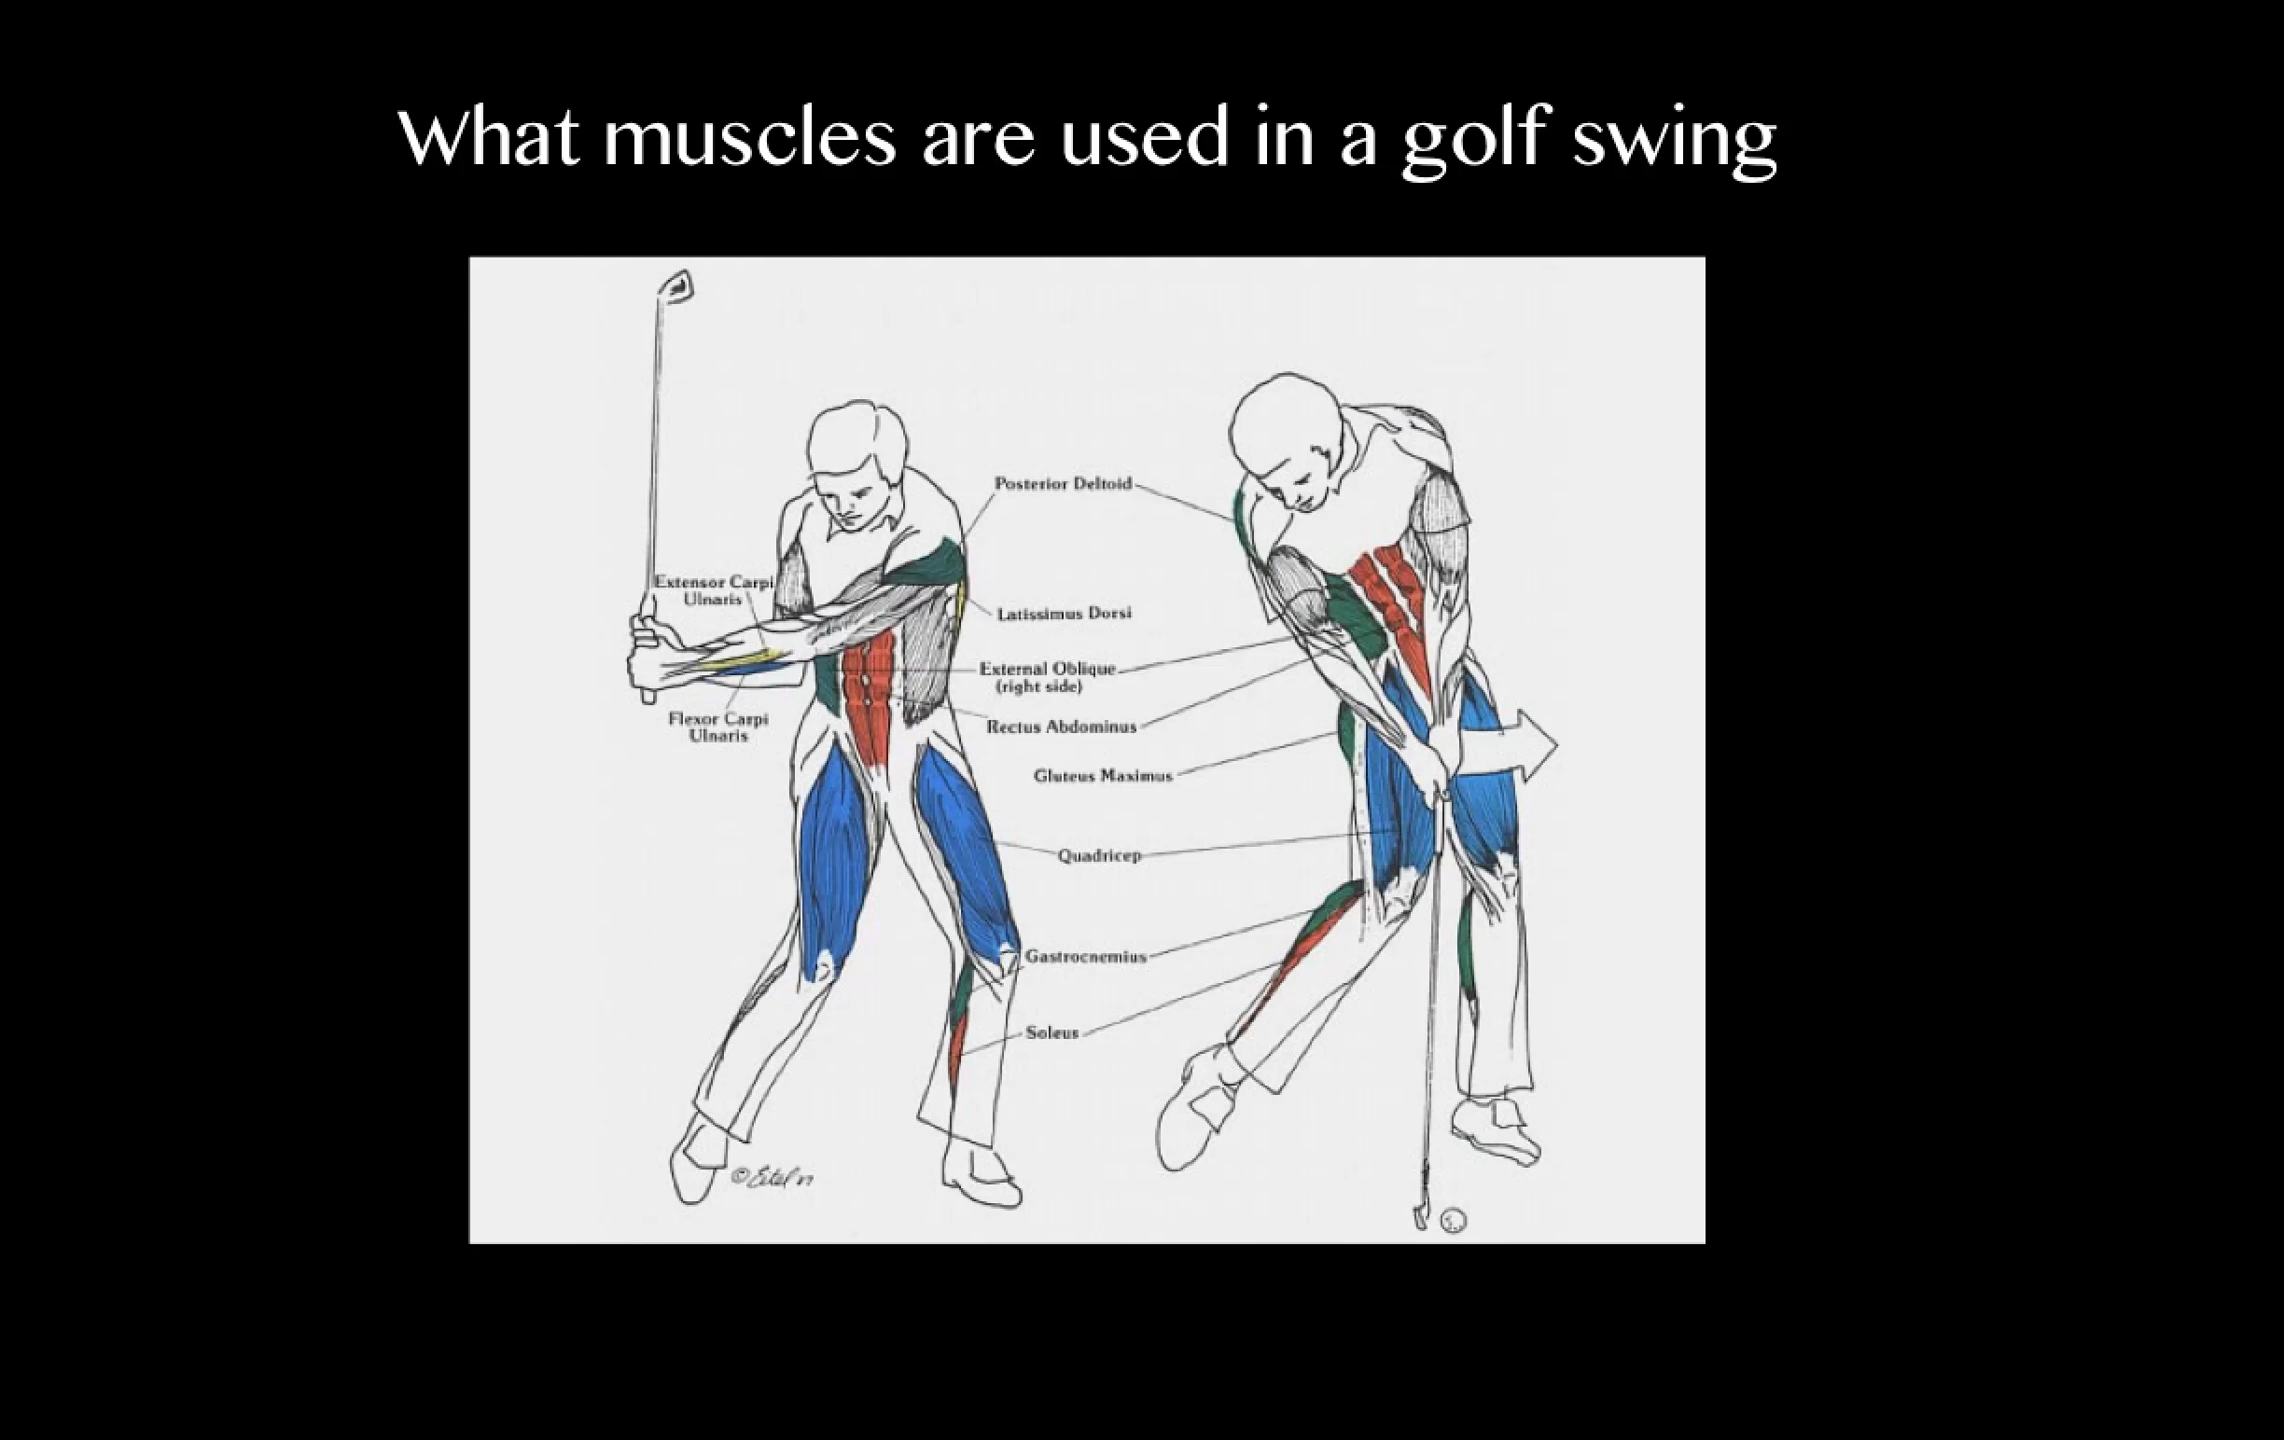 What muscles are used in a golf swing
Posterior Deltoid
Extensor Carpi
Ulnaris
Latissimus Dorsi
External Oblique
(right side)
Flexor Carpi
Ulnaris
Rectus Abdominus
Gluteus Maximus
Quadricep
Gastrocnemius
Soleus